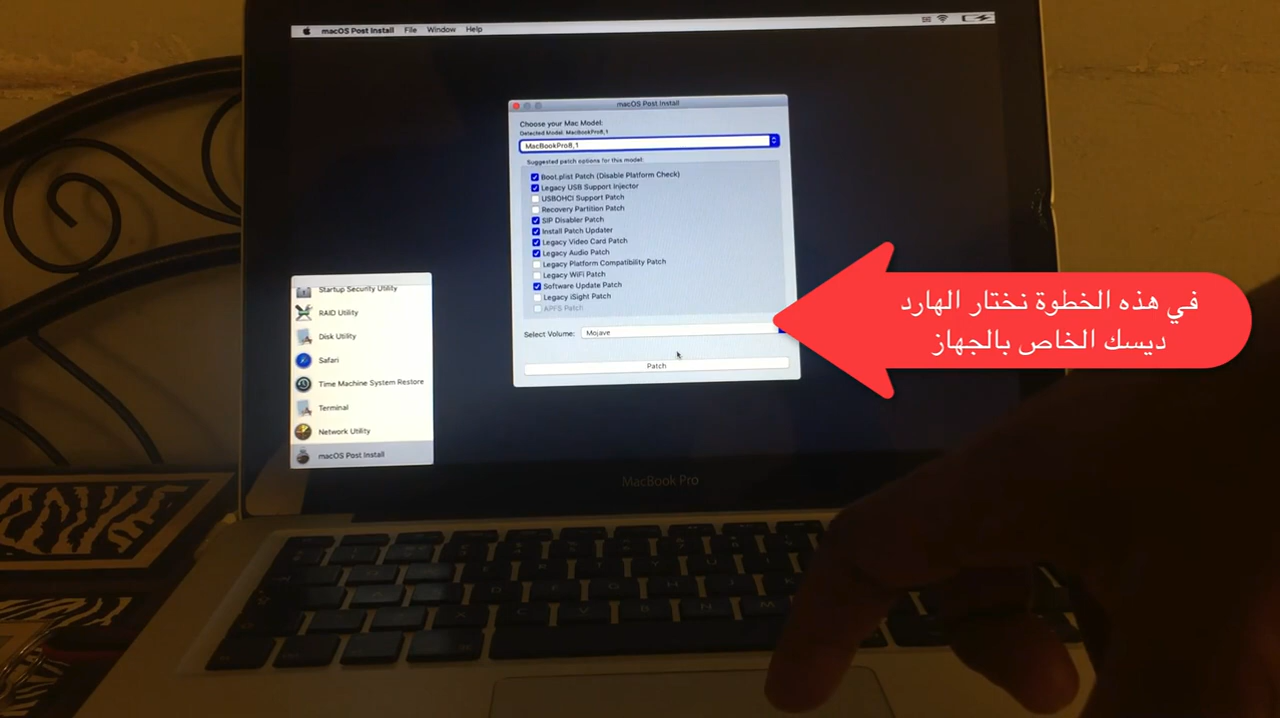 macOS Post Install File Window Help
macOS Post Install
Choose your Mac Model:
Detected Model: MacBookPro8,1
MacBookPro8,1
Suggested patch options for this model:
Boot.plist Patch (Disable Platform Check)
Legacy USB Support Injector
USBOHCI Support Patch
Recovery Partition Patch
SIP Disabler Patch
Install Patch Updater
Legacy Video Card Patch
Legacy Audio Patch
Legacy Platform Compatibility Patch
Legacy WiFi Patch
Software Update Patch
Legacy iSight Patch
APFS Patch
Select Volume: Mojave
Patch
Startup Security Utility
RAID Utility
Disk Utility
Safari
Time Machine System Restore
Terminal
Network Utility
macOS Post Install
في هذه الخطوة نختار الهارد
ديسك الخاص بالجهاز
MacBook Pro